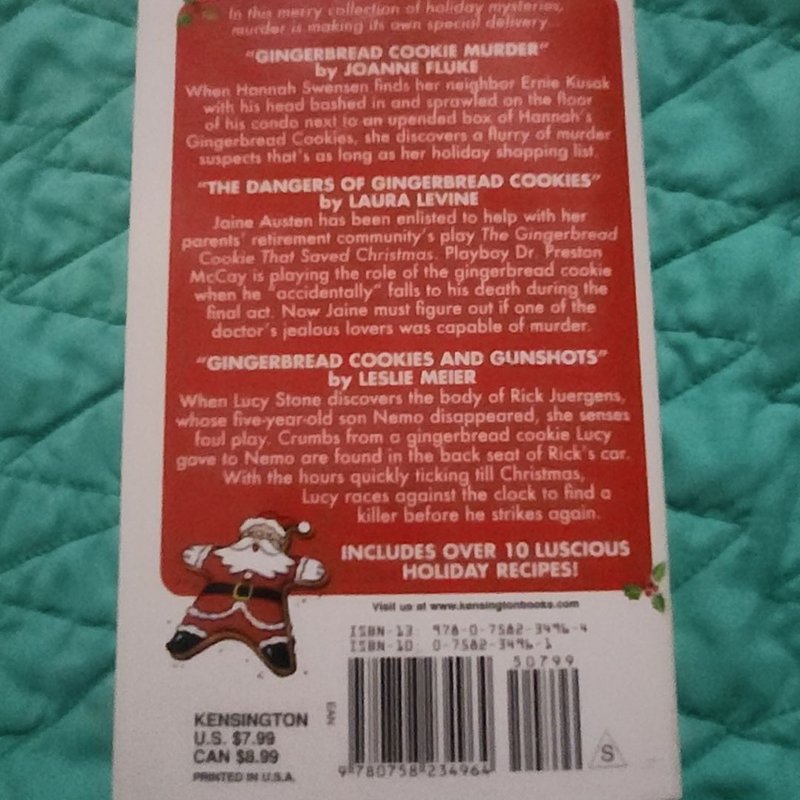 In this merry collection of holiday mysteries,
murder is making its own special delivery...
"GINGERBREAD COOKIE MURDER"
by JOANNE FLUKE
When Hannah Swensen finds her neighbor Ernie Kusak
with his head bashed in and sprawled on the floor
of his condo next to an upended box of Hannah's
Gingerbread Cookies, she discovers a flurry of murder
suspects that's as long as her holiday shopping list.
"THE DANGERS OF GINGERBREAD COOKIES"
by LAURA LEVINE
Jaine Austen has been enlisted to help with her
parents' retirement community's play The Gingerbread
Cookie That Saved Christmas. Playboy Dr. Preston
McCay is playing the role of the gingerbread cookie
when he "accidentally" falls to his death during the
final act. Now Jaine must figure out if one of the
doctor's jealous lovers was capable of murder.
"GINGERBREAD COOKIES AND GUNSHOTS"
by LESLIE MEIER
When Lucy Stone discovers the body of Rick Juergens,
whose five-year-old son Nemo disappeared, she senses
foul play. Crumbs from a gingerbread cookie Lucy
gave to Nemo are found in the back seat of Rick's car.
With the hours quickly ticking till Christmas,
Lucy races against the clock to find a
killer before he strikes again.
INCLUDES OVER 10 LUSCIOUS
HOLIDAY RECIPES!
Visit us at www.kensingtonbooks.com
ISBN-13: 978-0-7582-3496-4
ISBN-10: 0-7582-3496-1
50799
EAN
KENSINGTON
U.S. $7.99
CAN $8.99
PRINTED IN U.S.A.
9 780758 234964
S